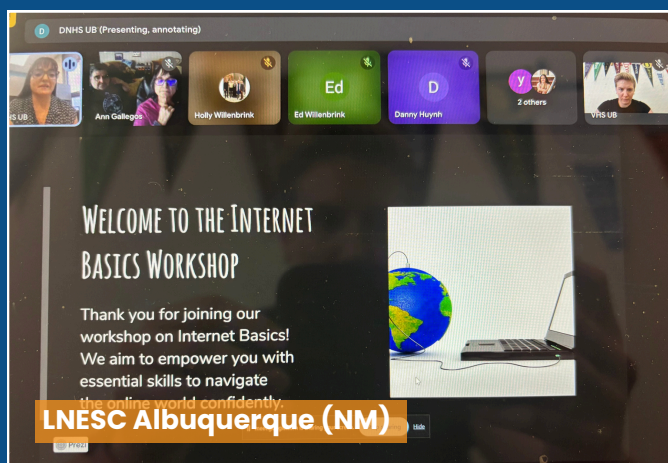 D DNHS UB (Presenting, annotating)
S UB
Ann Gallegos
Holly Willenbrink
Ed
Ed Willenbrink
D
Danny Huynh
y
2 others
VHS UB
WELCOME TO THE INTERNET
BASICS WORKSHOP
Thank you for joining our
workshop on Internet Basics!
We aim to empower you with
essential skills to navigate
the online world confidently.
LNESC Albuquerque (NM)
Hide
Prezi